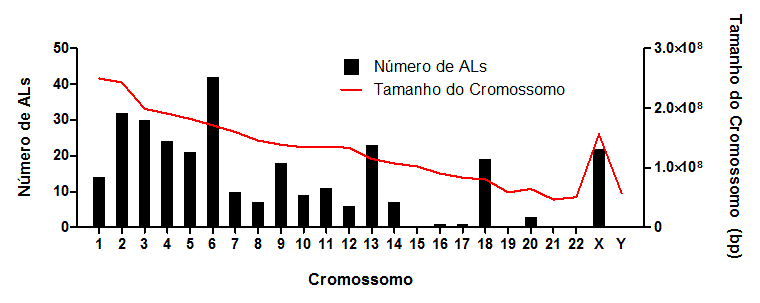 Número de ALs
50
40
30
20
10
0
Número de ALs
Tamanho do Cromossomo
3.0×10⁸
2.0×10⁸
1.0×10⁸
0
Tamanho do Cromossomo (bp)
1 2 3 4 5 6 7 8 9 10 11 12 13 14 15 16 17 18 19 20 21 22 X Y
Cromossomo